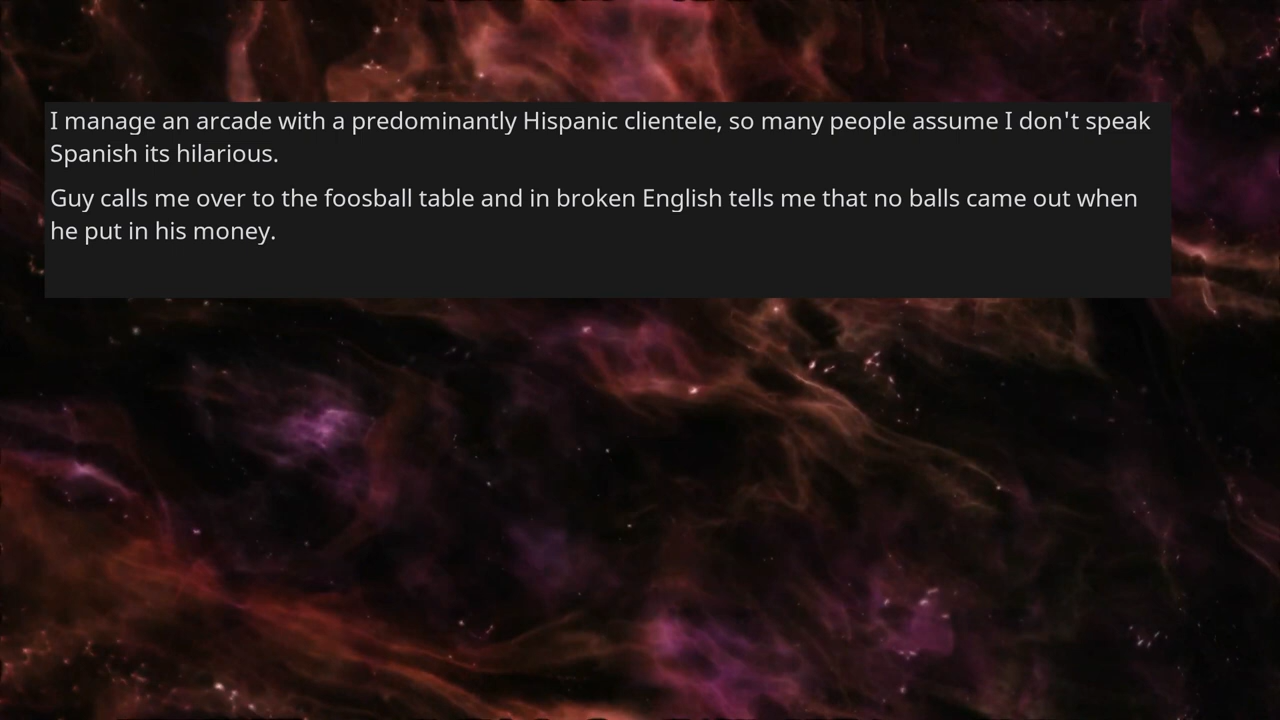 I manage an arcade with a predominantly Hispanic clientele, so many people assume I don't speak
Spanish its hilarious.
Guy calls me over to the foosball table and in broken English tells me that no balls came out when
he put in his money.